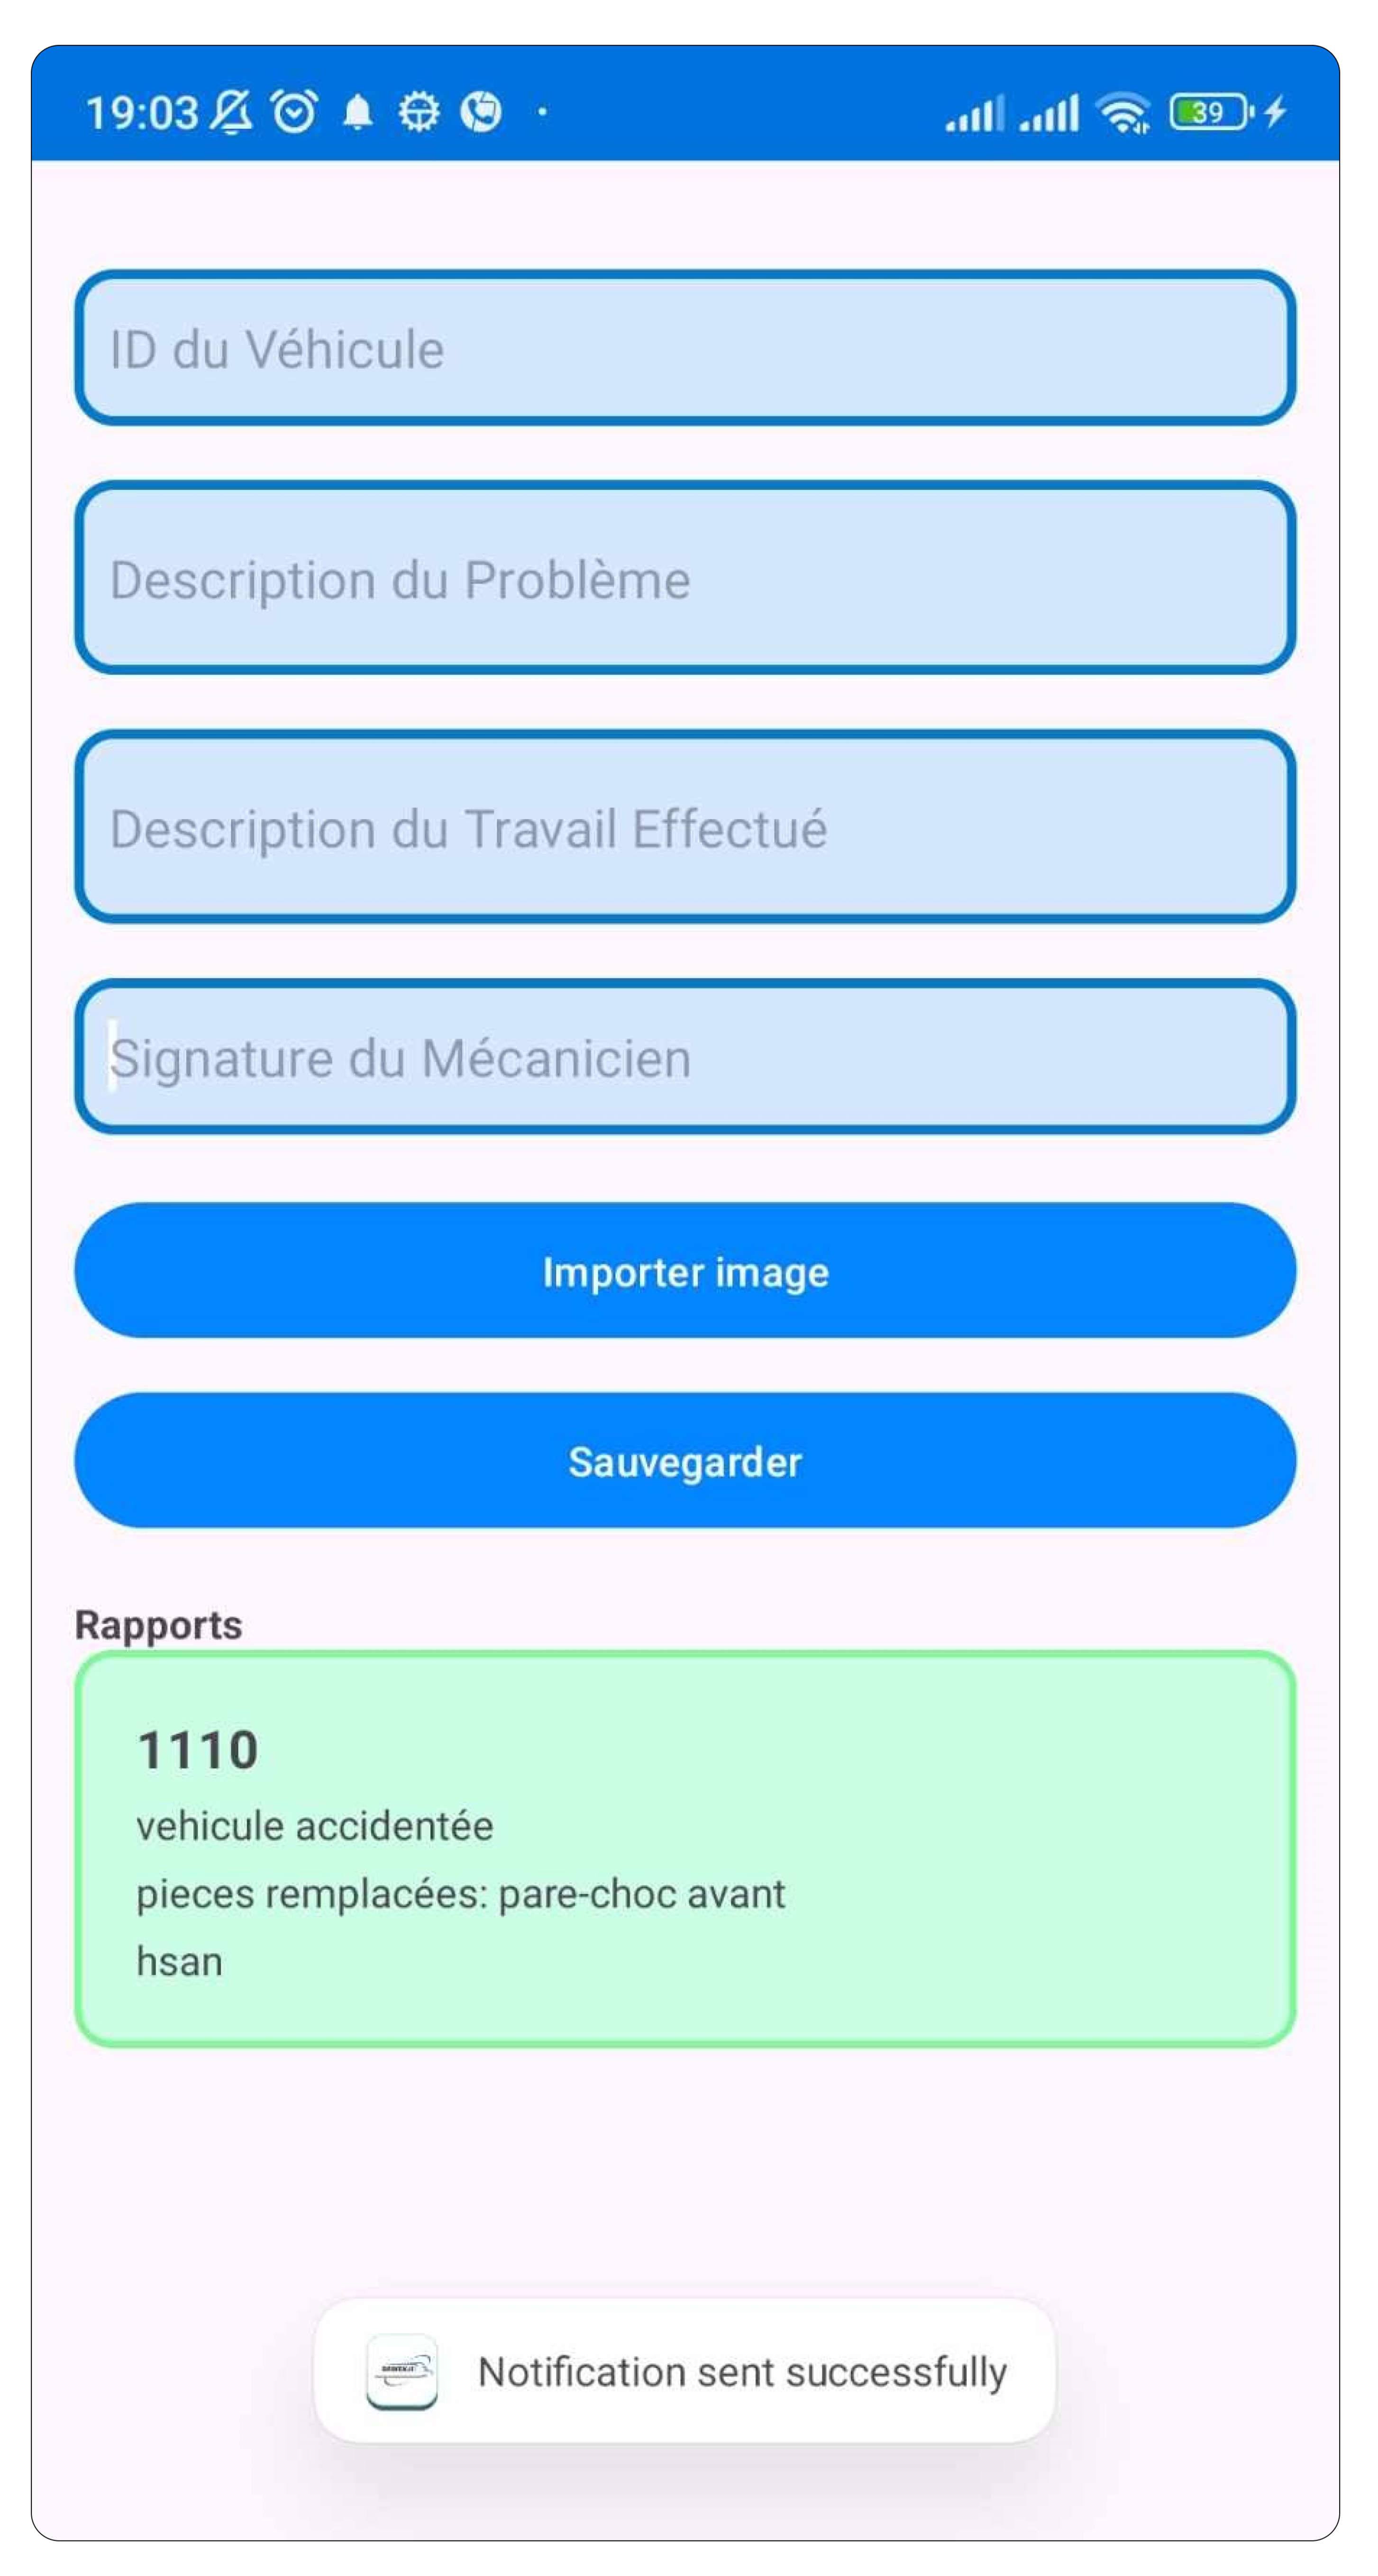 19:03
39
ID du Véhicule
Description du Problème
Description du Travail Effectué
Signature du Mécanicien
Importer image
Sauvegarder
Rapports
1110
vehicule accidentée
pieces remplacées: pare-choc avant
hsan
Notification sent successfully